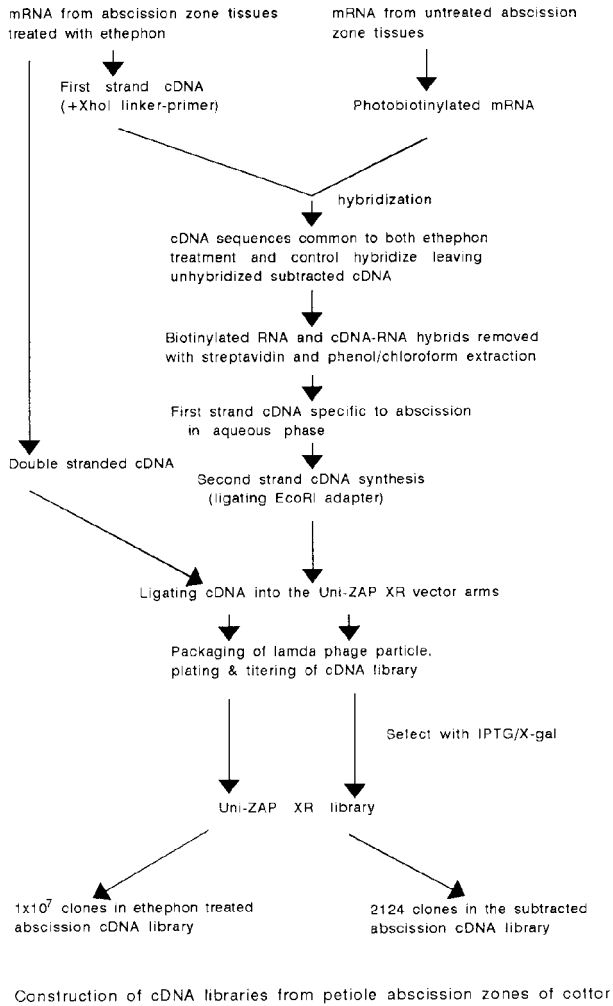 mRNA from abscission zone tissues
treated with ethephon
mRNA from untreated abscission
zone tissues
First strand cDNA
(+XhoI linker-primer)
Photobiotinylated mRNA
hybridization
cDNA sequences common to both ethephon
treatment and control hybridize leaving
unhybridized subtracted cDNA
Biotinylated RNA and cDNA-RNA hybrids removed
with streptavidin and phenol/chloroform extraction
First strand cDNA specific to abscission
in aqueous phase
Double stranded cDNA
Second strand cDNA synthesis
(ligating EcoRI adapter)
Ligating cDNA into the Uni-ZAP XR vector arms
Packaging of lamda phage particle,
plating & titering of cDNA library
Select with IPTG/X-gal
Uni-ZAP XR library
1x10⁷ clones in ethephon treated
abscission cDNA library
2124 clones in the subtracted
abscission cDNA library
Construction of cDNA libraries from petiole abscission zones of cottor